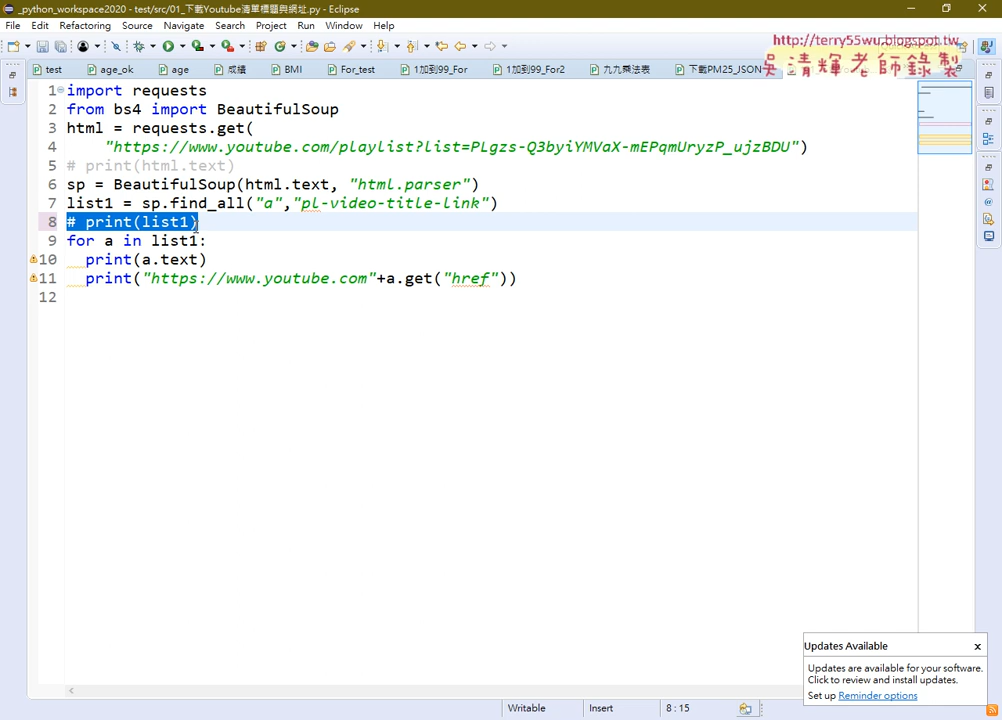 _python_workspace2020 - test/src/01_下載Youtube清單標題與網址.py - Eclipse
File Edit Refactoring Source Navigate Search Project Run Window Help
http://terry55wu.blogspot.tw
吳清輝老師錄製
test age_ok age 成績 BMI For_test 1加到99_For 1加到99_For2 九九乘法表 下載PM25_JSON
1 import requests
2 from bs4 import BeautifulSoup
3 html = requests.get(
4 "https://www.youtube.com/playlist?list=PLgzs-Q3byiYMVaX-mEPqmUryzP_ujzBDU")
5 # print(html.text)
6 sp = BeautifulSoup(html.text, "html.parser")
7 list1 = sp.find_all("a","pl-video-title-link")
8 # print(list1)
9 for a in list1:
10 print(a.text)
11 print("https://www.youtube.com"+a.get("href"))
12
Updates Available x
Updates are available for your software.
Click to review and install updates.
Set up Reminder options
Writable Insert 8 : 15